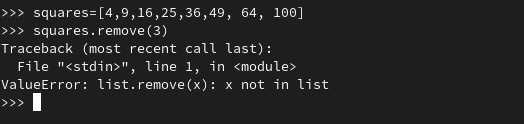 >>> squares=[4,9,16,25,36,49, 64, 100]
>>> squares.remove(3)
Traceback (most recent call last):
  File "<stdin>", line 1, in <module>
ValueError: list.remove(x): x not in list
>>>